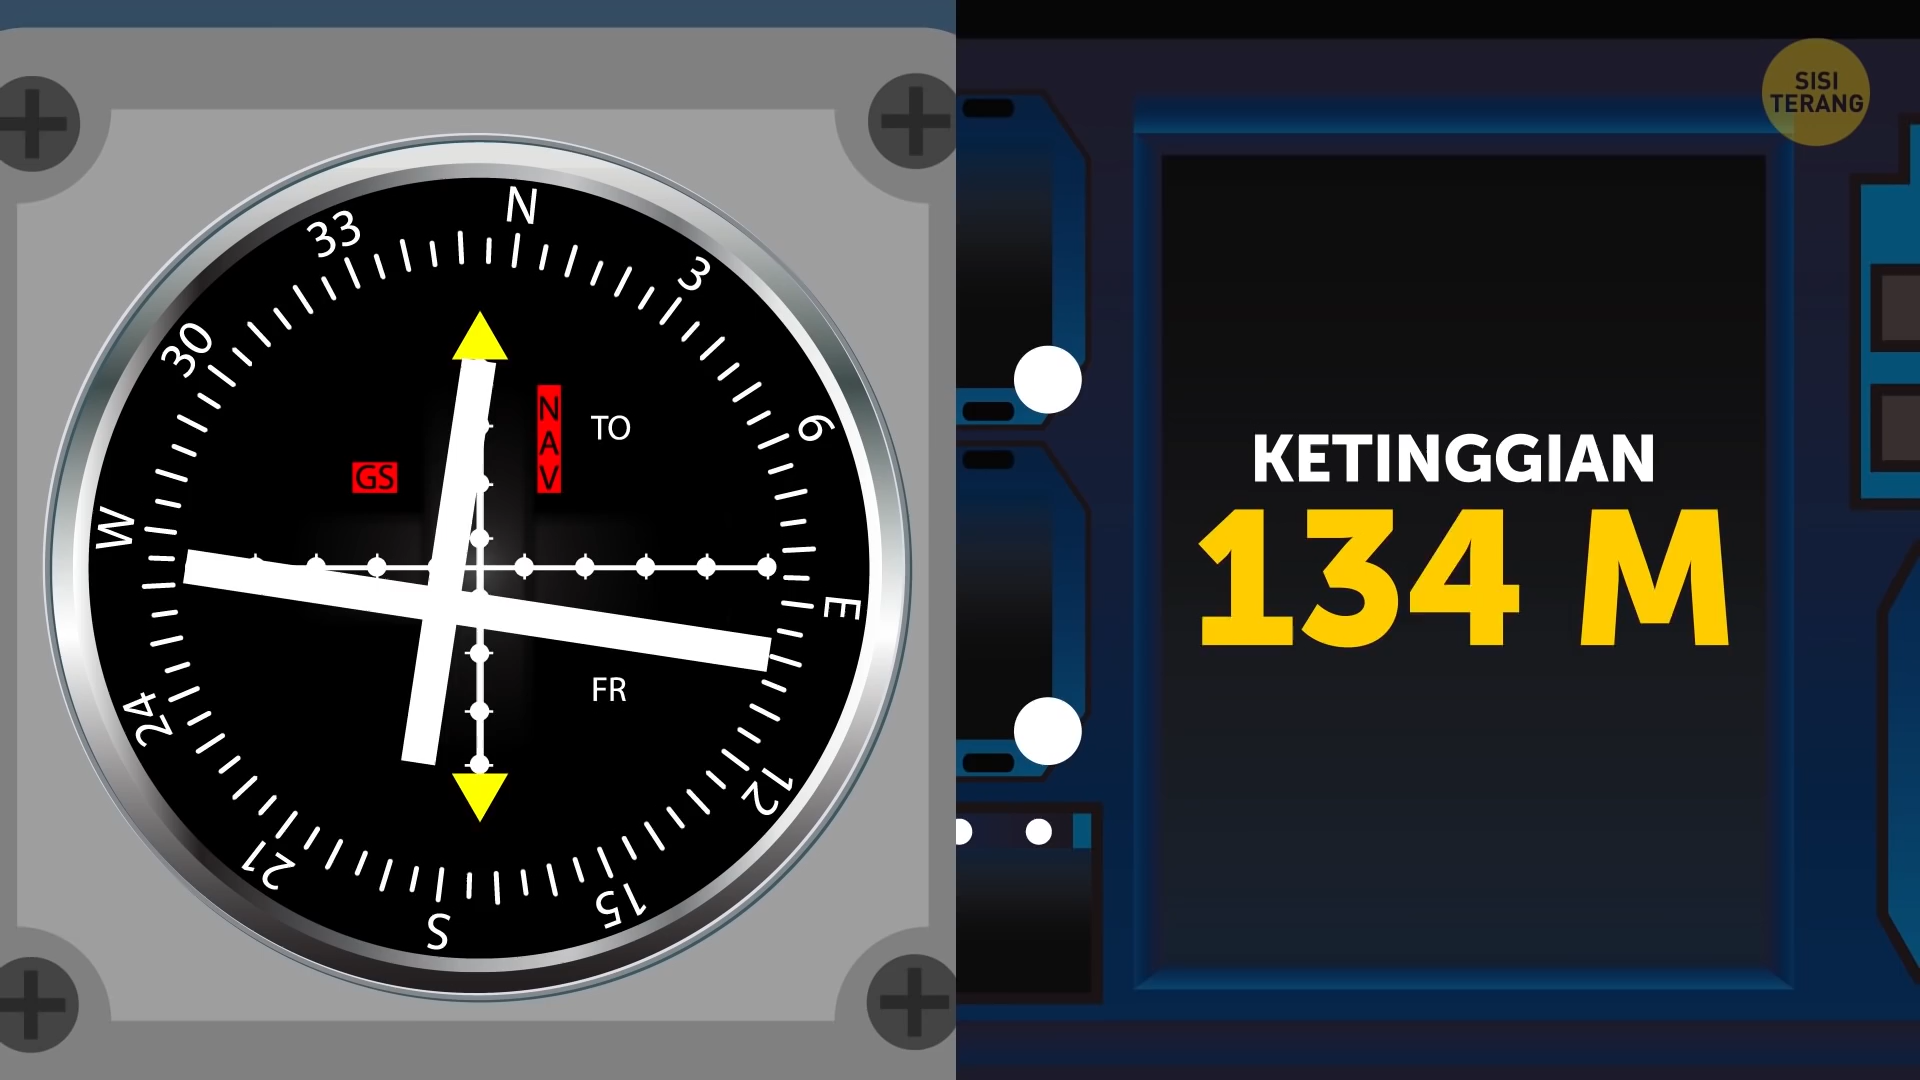 N
3
6
E
12
15
S
21
24
W
30
33
NAV
TO
GS
FR
SISI
TERANG
KETINGGIAN
134 M